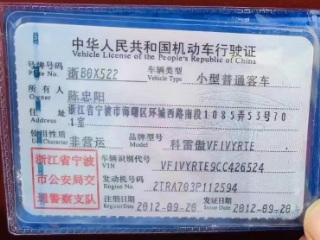 中华人民共和国机动车行驶证
Vehicle License of the People's Republic of China
号牌号码 浙B0X522 车辆类型 小型普通客车
Plate No. Vehicle Type
所有人 陈忠阳
Owner
浙江省宁波市海曙区环城西路南段1085弄53号70
1室
使用性质 非营运 品牌型号 科雷傲VF1VYRTE
浙江省宁波市公安局交通警察支队
车辆识别代号 VF1VYRTE9CC426524
VIN
发动机号码 2TRA703P112594
Engine No.
注册日期 2012-09-20 发证日期 2012-09-20
Register Date Issue Date